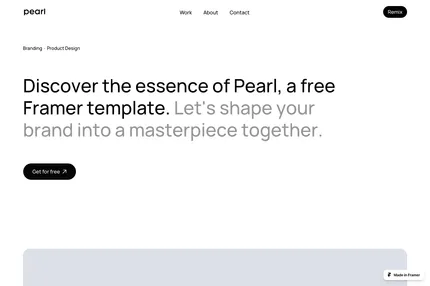 pearl
Work About Contact
Remix
Branding · Product Design
Discover the essence of Pearl, a free
Framer template. Let's shape your
brand into a masterpiece together.
Get for free
Made in Framer